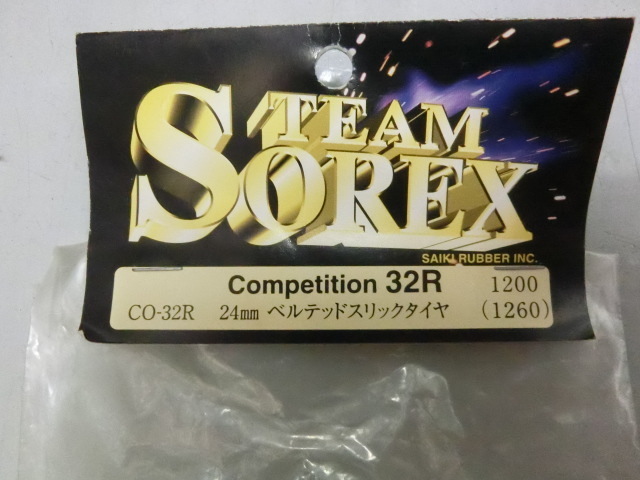 TEAM
SOREX
SAIKI RUBBER INC.
Competition 32R 1200
CO-32R 24mm ベルテッドスリックタイヤ (1260)